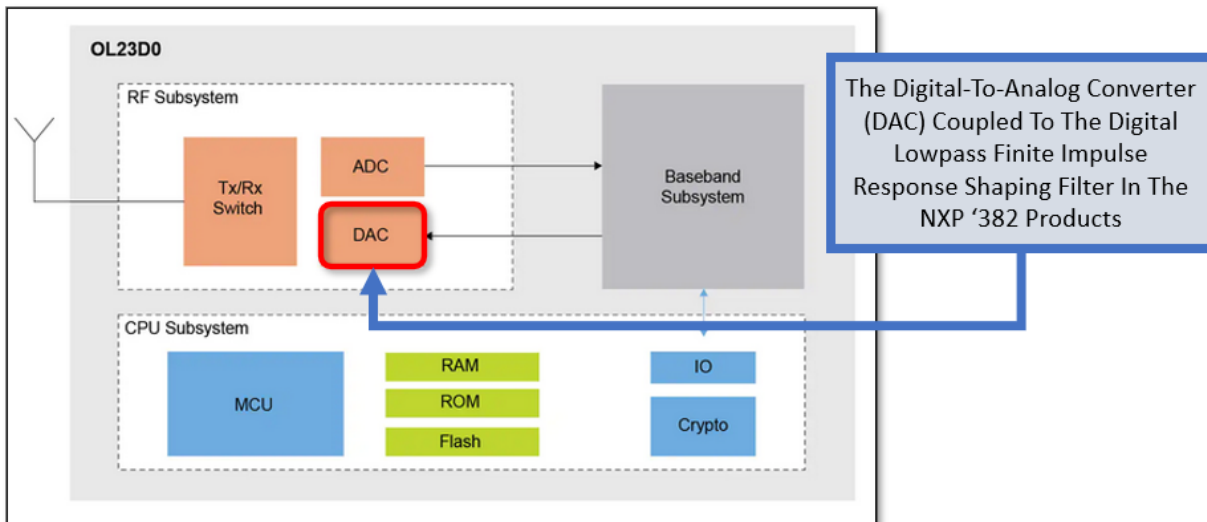 OL23D0
RF Subsystem
Tx/Rx
Switch
ADC
DAC
Baseband
Subsystem
The Digital-To-Analog Converter
(DAC) Coupled To The Digital
Lowpass Finite Impulse
Response Shaping Filter In The
NXP ‘382 Products
CPU Subsystem
MCU
RAM
ROM
Flash
IO
Crypto